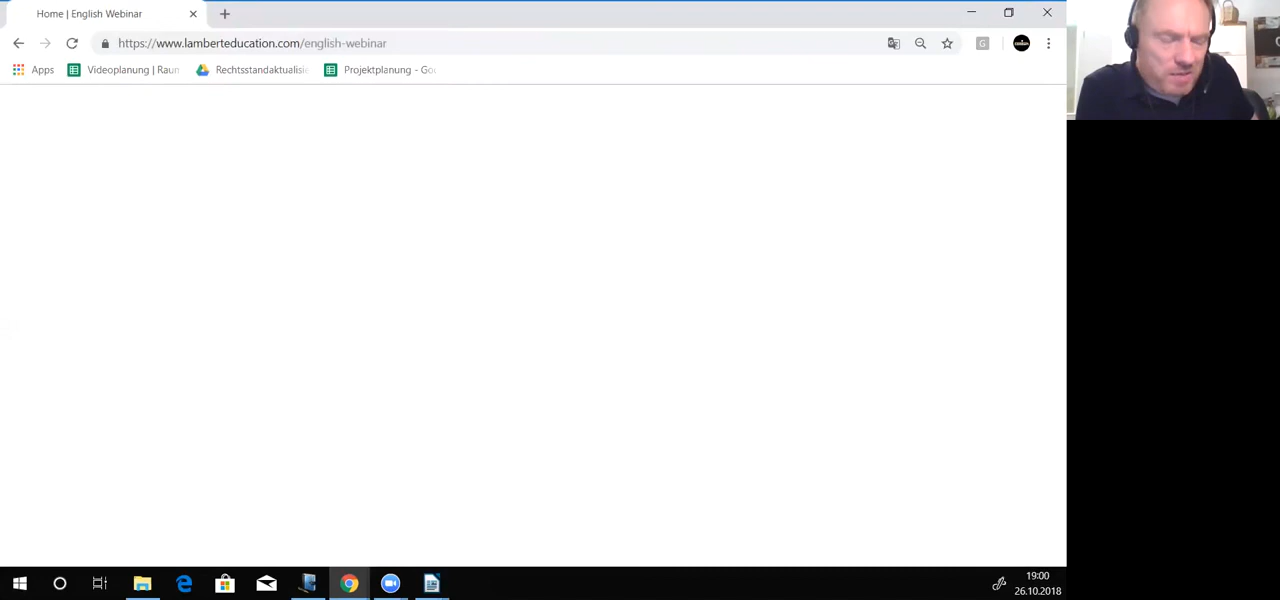 Home | English Webinar
https://www.lamberteducation.com/english-webinar
Apps
Videoplanung | Raun
Rechtsstandaktualisie
Projektplanung - Goo
19:00
26.10.2018